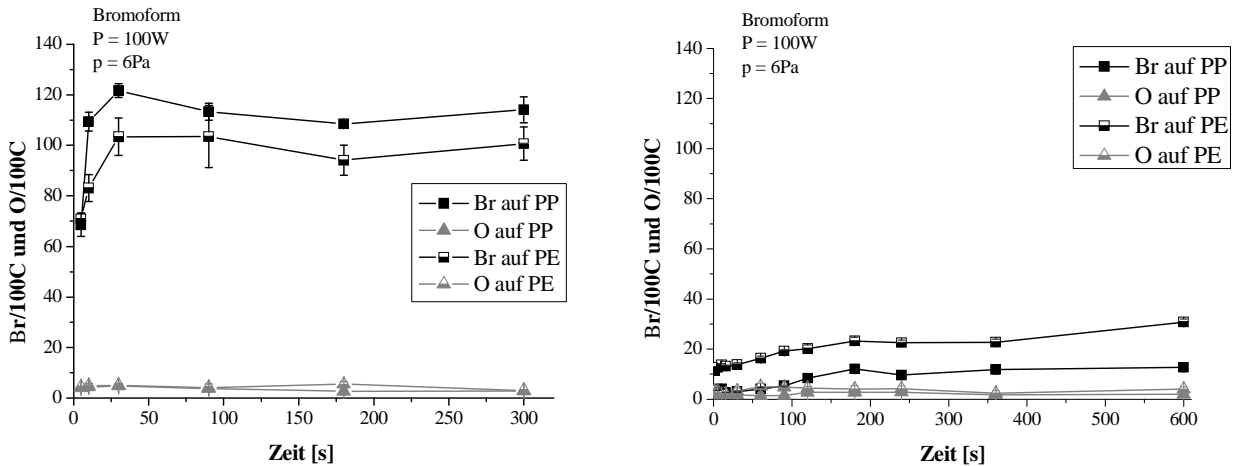 Bromoform
P = 100W
p = 6Pa
140
120
100
80
60
40
20
0
Br/100C und O/100C
Br auf PP
O auf PP
Br auf PE
O auf PE
0 50 100 150 200 250 300
Zeit [s]
Bromoform
P = 100W
p = 6Pa
140
120
100
80
60
40
20
0
Br/100C und O/100C
Br auf PP
O auf PP
Br auf PE
O auf PE
0 100 200 300 400 500 600
Zeit [s]